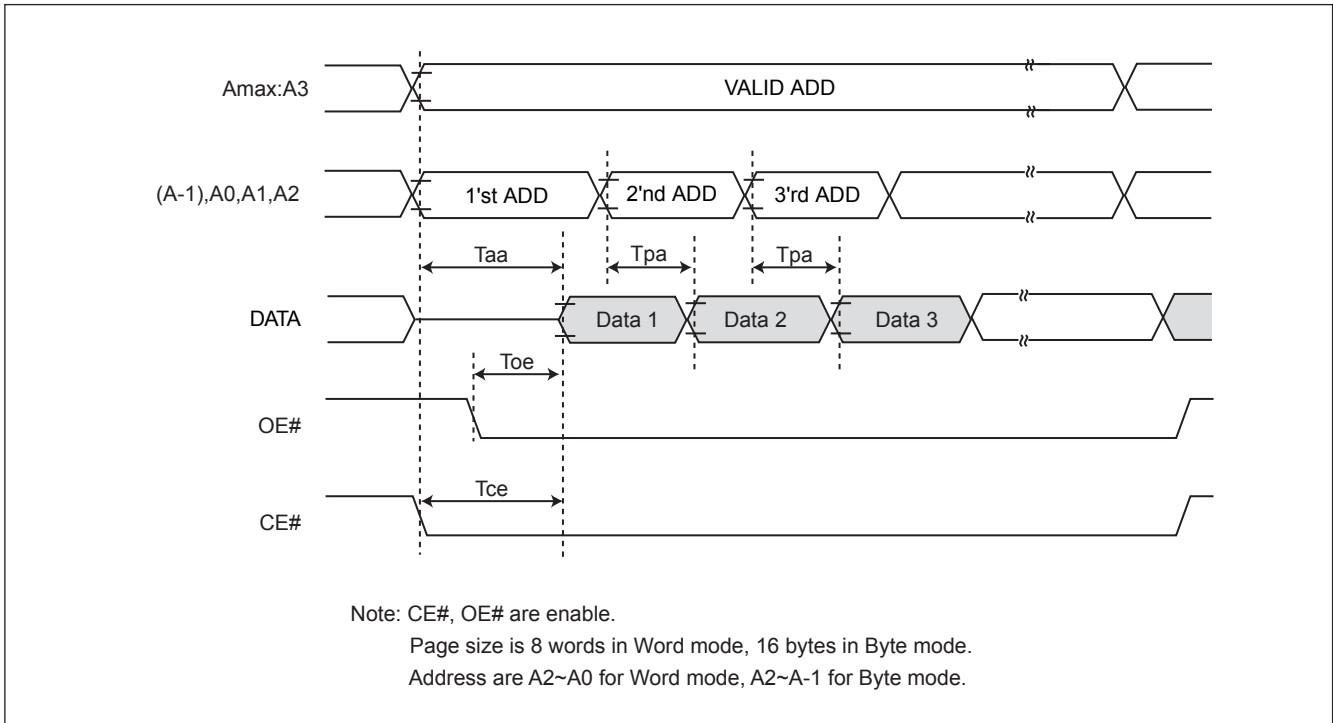 Amax:A3
VALID ADD
(A-1),A0,A1,A2
1'st ADD
2'nd ADD
3'rd ADD
Taa
Tpa
Tpa
DATA
Data 1
Data 2
Data 3
Toe
OE#
Tce
CE#
Note: CE#, OE# are enable.
Page size is 8 words in Word mode, 16 bytes in Byte mode.
Address are A2~A0 for Word mode, A2~A-1 for Byte mode.